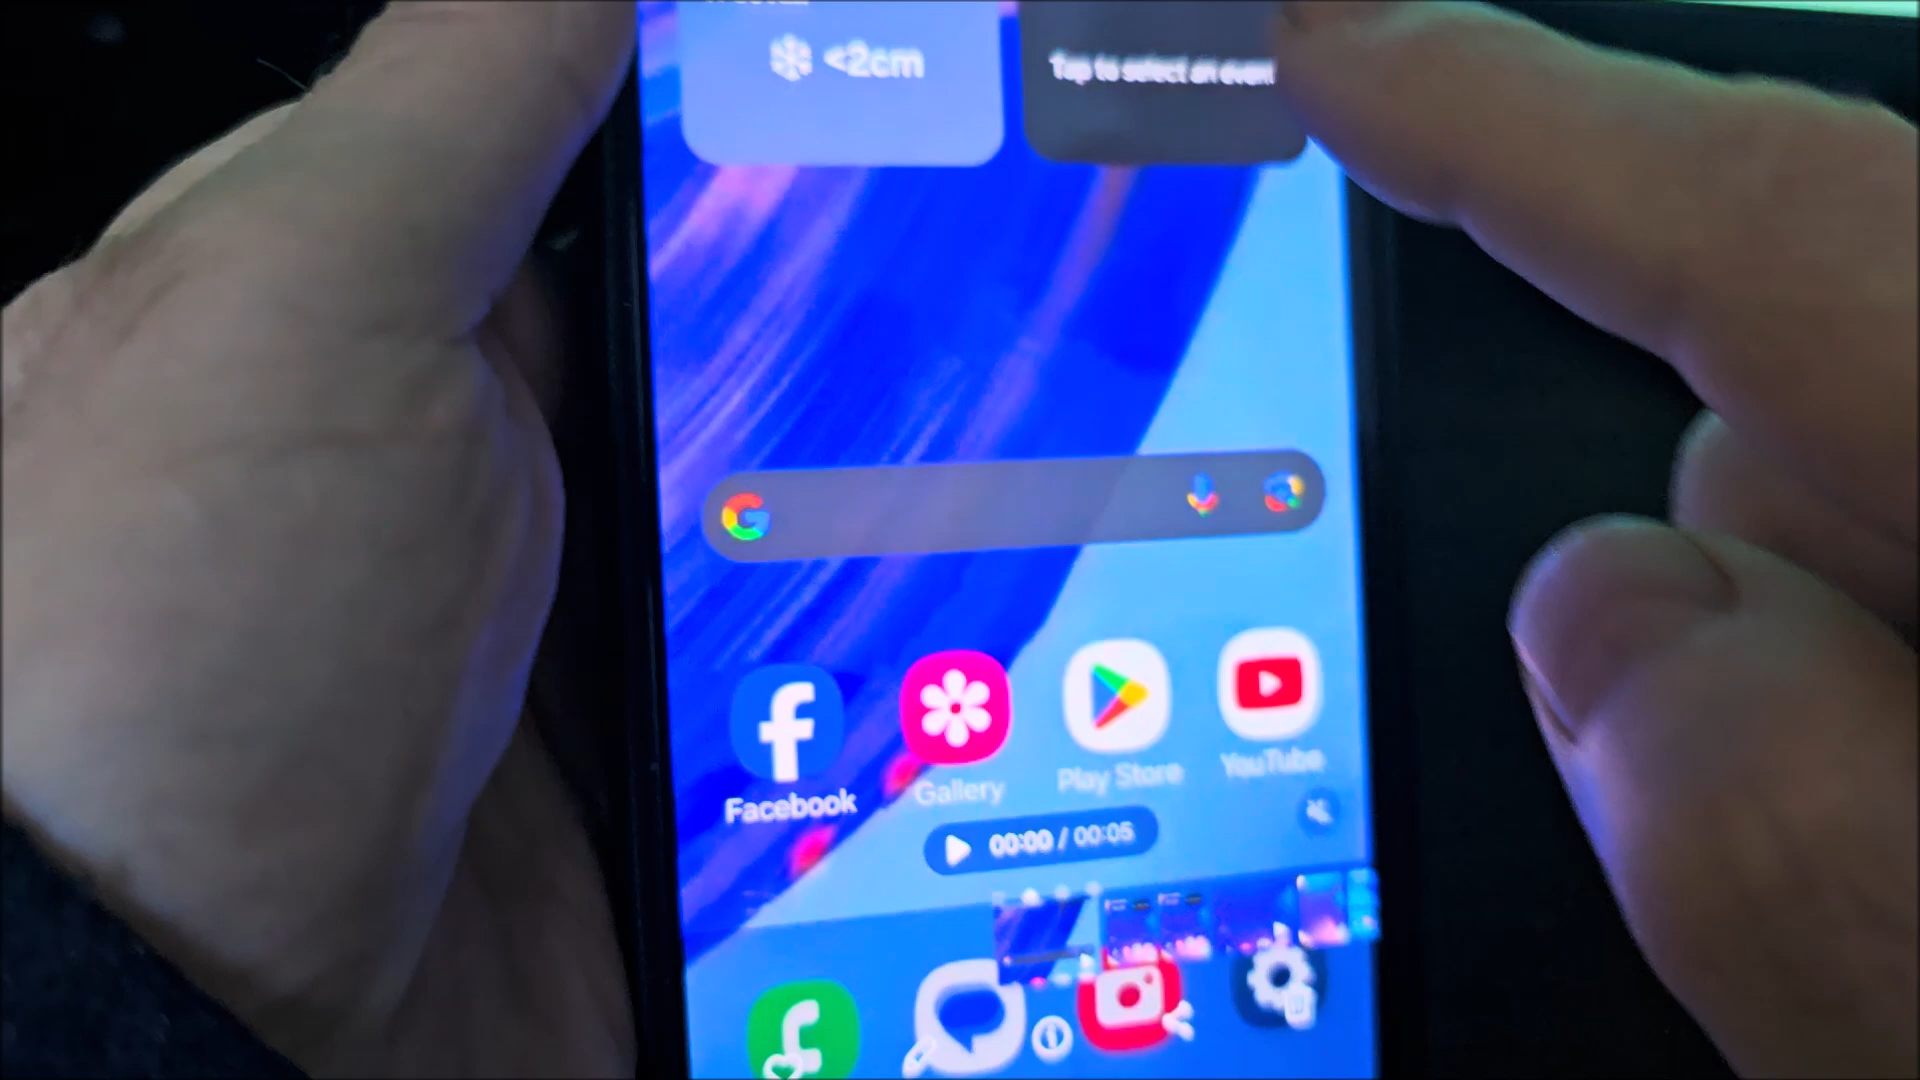 <2cm
Tap to select an event
Facebook
Gallery
Play Store
YouTube
00:00 / 00:05